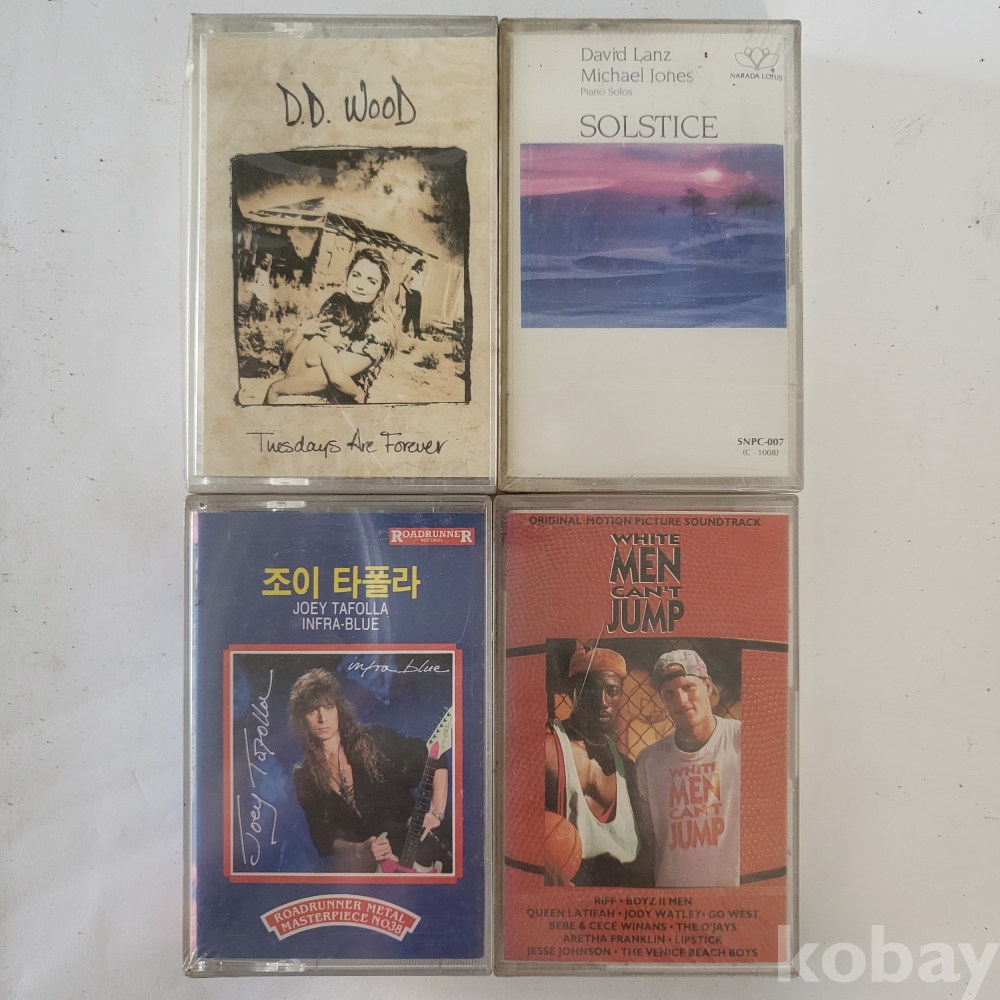 D.D. WOOD
Tuesdays Are Forever
David Lanz
Michael Jones
Piano Solos
NARADA LOTUS
SOLSTICE
SNPC-007
(C - 1008)
ROADRUNNER
RECORDS
조이 타폴라
JOEY TAFOLLA
INFRA-BLUE
infra blue
Joey Tafolla
ROADRUNNER METAL
MASTERPIECE NO38
ORIGINAL MOTION PICTURE SOUNDTRACK
WHITE
MEN
CAN'T
JUMP
WHITE
MEN
CAN'T
JUMP
RIFF · BOYZ II MEN
QUEEN LATIFAH · JODY WATLEY · GO WEST
BEBE & CECE WINANS · THE O'JAYS
ARETHA FRANKLIN · LIPSTICK
JESSE JOHNSON · THE VENICE BEACH BOYS
kobay